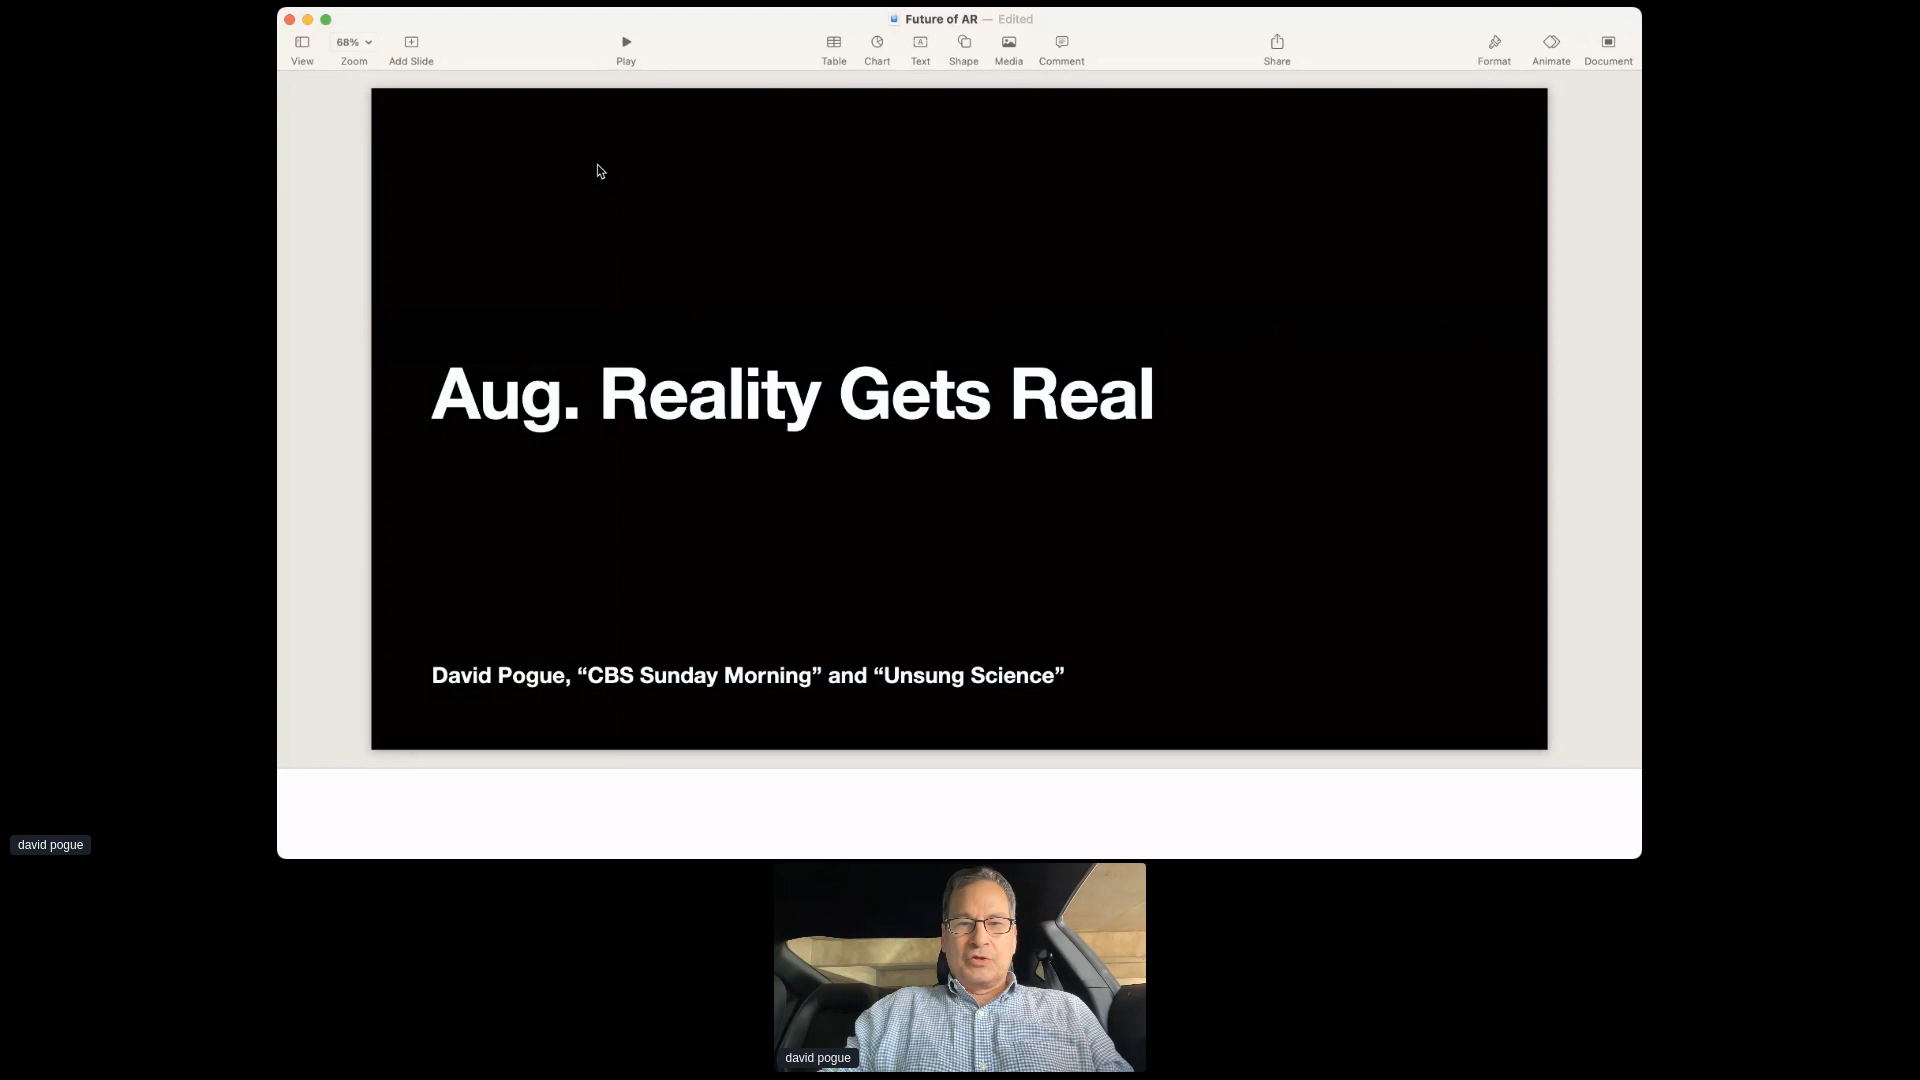 Future of AR — Edited
68%
View Zoom Add Slide Play Table Chart Text Shape Media Comment Share Format Animate Document
Aug. Reality Gets Real
David Pogue, “CBS Sunday Morning” and “Unsung Science”
david pogue
david pogue